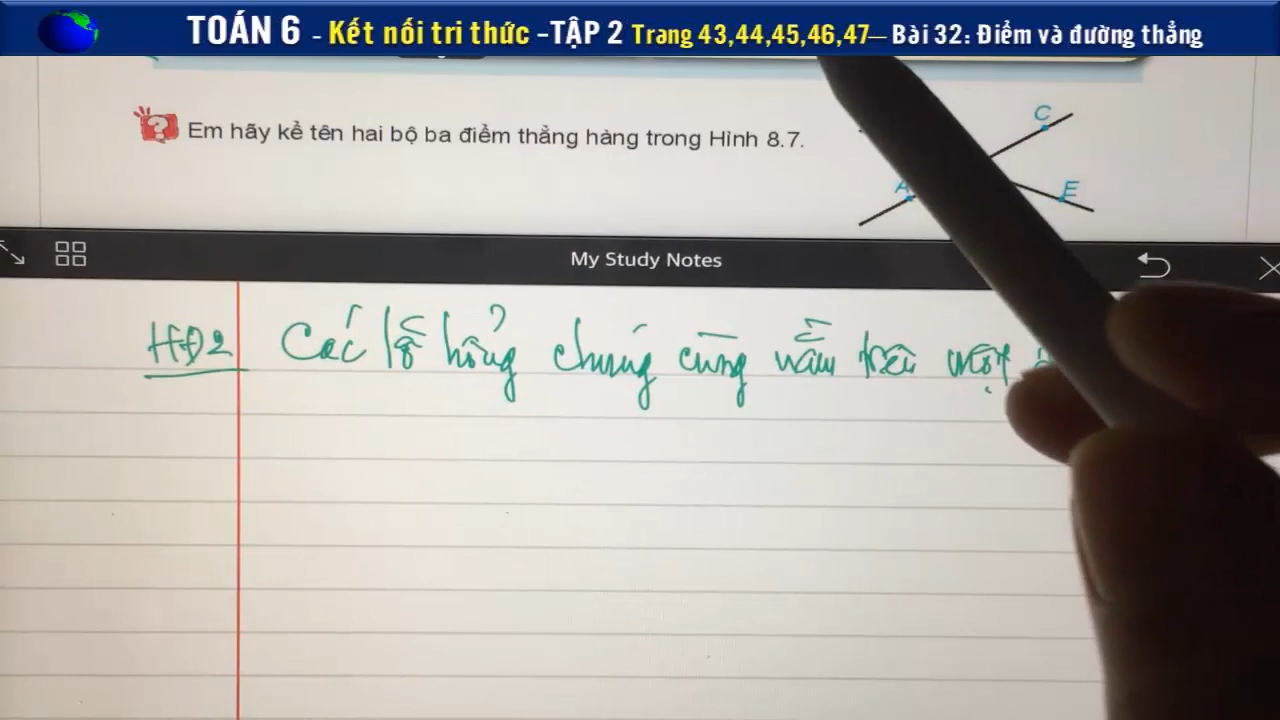 TOÁN 6 - Kết nối tri thức -TẬP 2 Trang 43,44,45,46,47– Bài 32: Điểm và đường thẳng
Em hãy kể tên hai bộ ba điểm thẳng hàng trong Hình 8.7.
C
A
E
My Study Notes
HĐ2 Các lỗ hổng chúng cùng nằm trên một